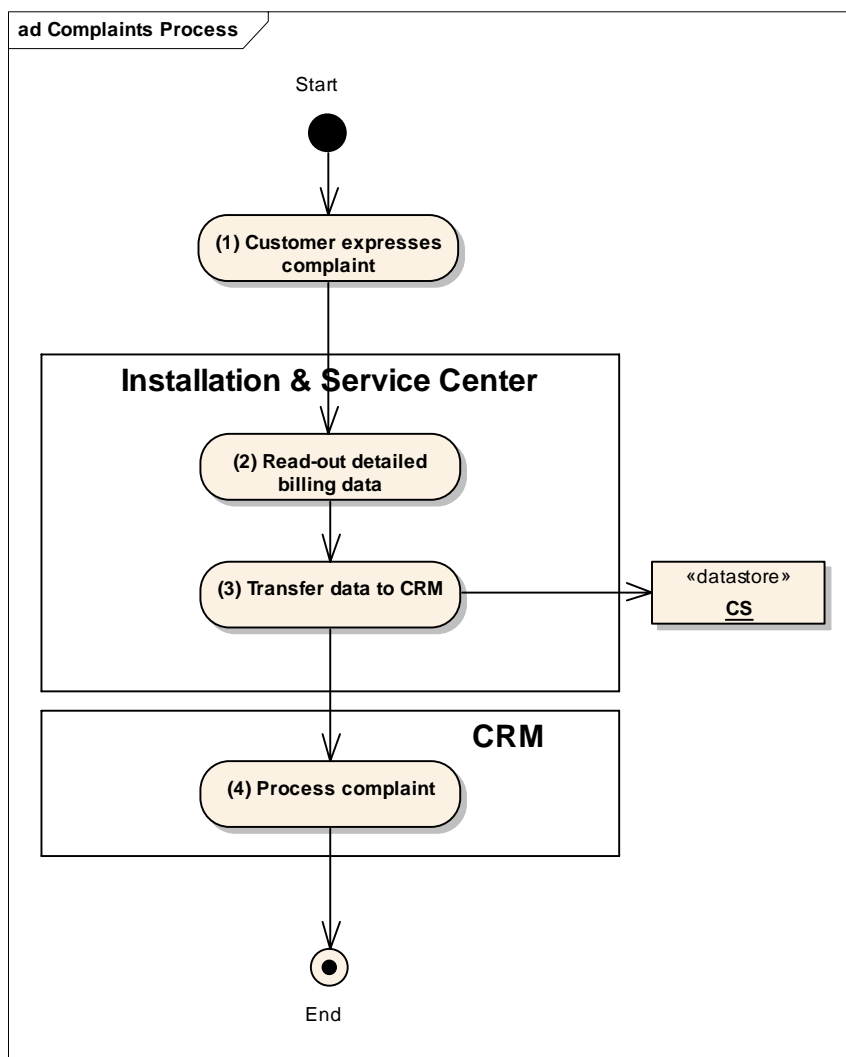 ad Complaints Process
Start
(1) Customer expresses
complaint
Installation & Service Center
(2) Read-out detailed
billing data
(3) Transfer data to CRM
«datastore»
CS
CRM
(4) Process complaint
End